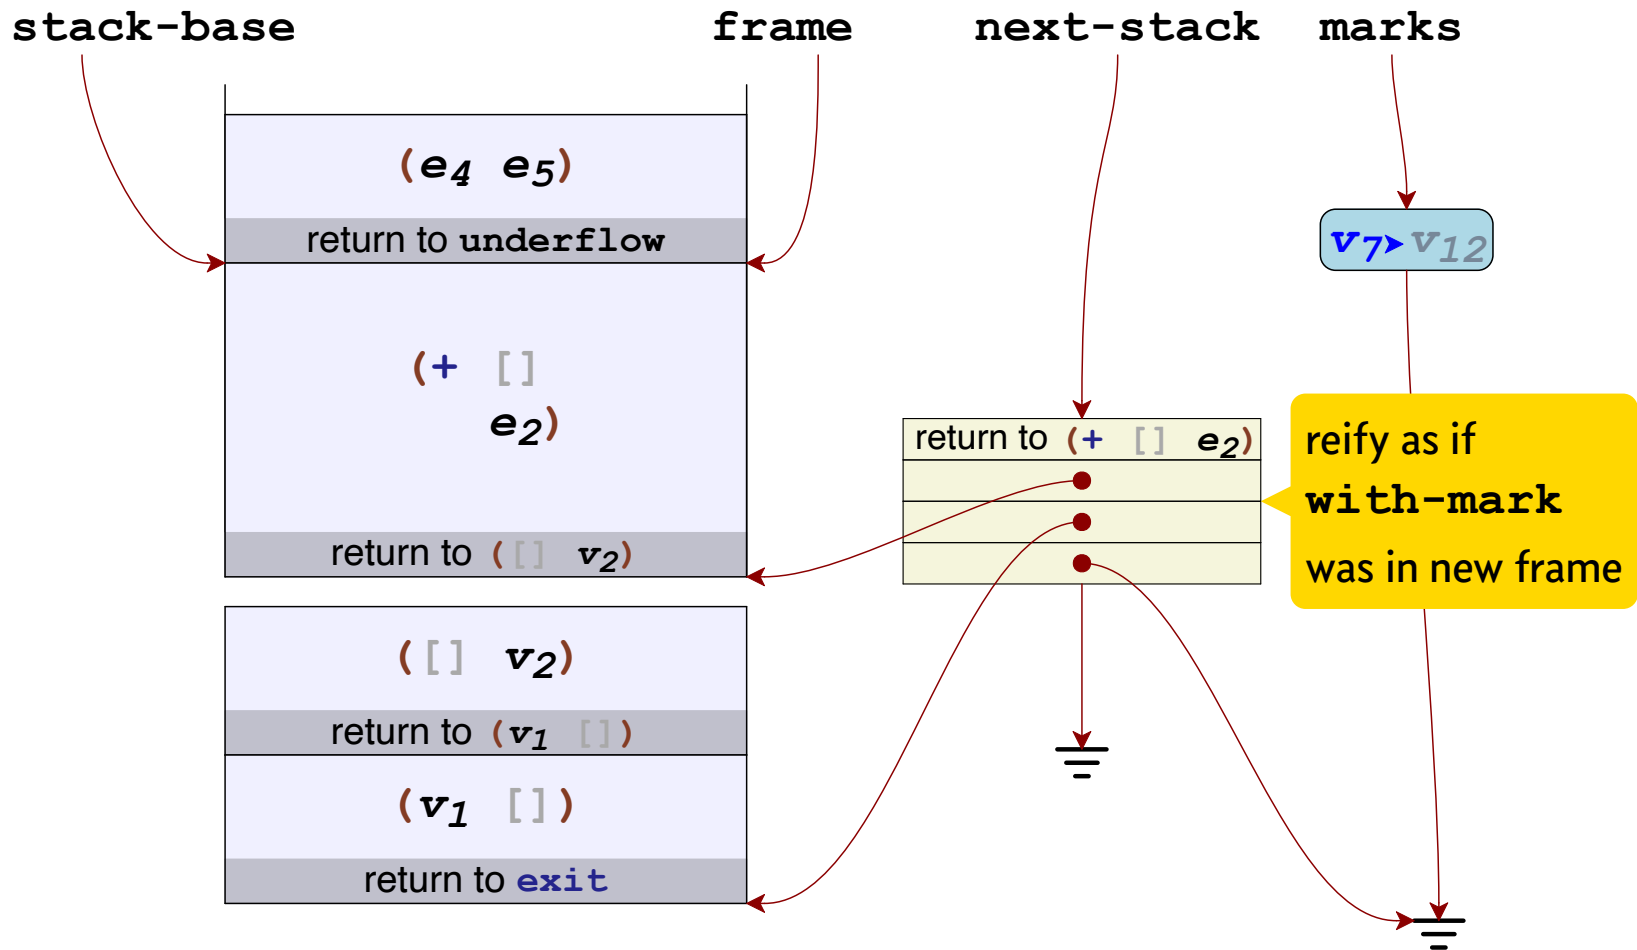 stack-base frame next-stack marks
(e4 e5)
return to underflow
v7➤v12
(+ []
e2)
return to (+ [] e2)
reify as if
with-mark
was in new frame
return to ([] v2)
([] v2)
return to (v1 [])
(v1 [])
return to exit